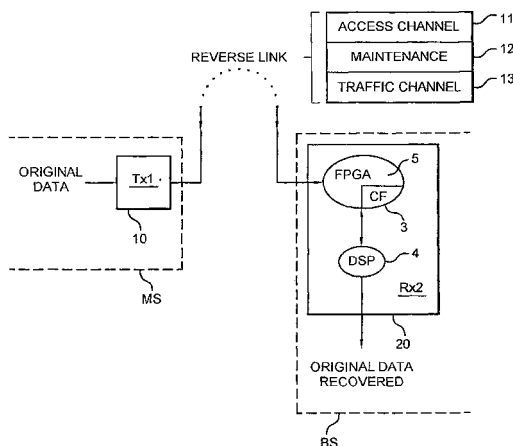 ACCESS CHANNEL
11
REVERSE LINK
MAINTENANCE
12
TRAFFIC CHANNEL
13
ORIGINAL
DATA
Tx1
10
MS
FPGA
5
CF
3
DSP
4
Rx2
20
ORIGINAL DATA
RECOVERED
BS